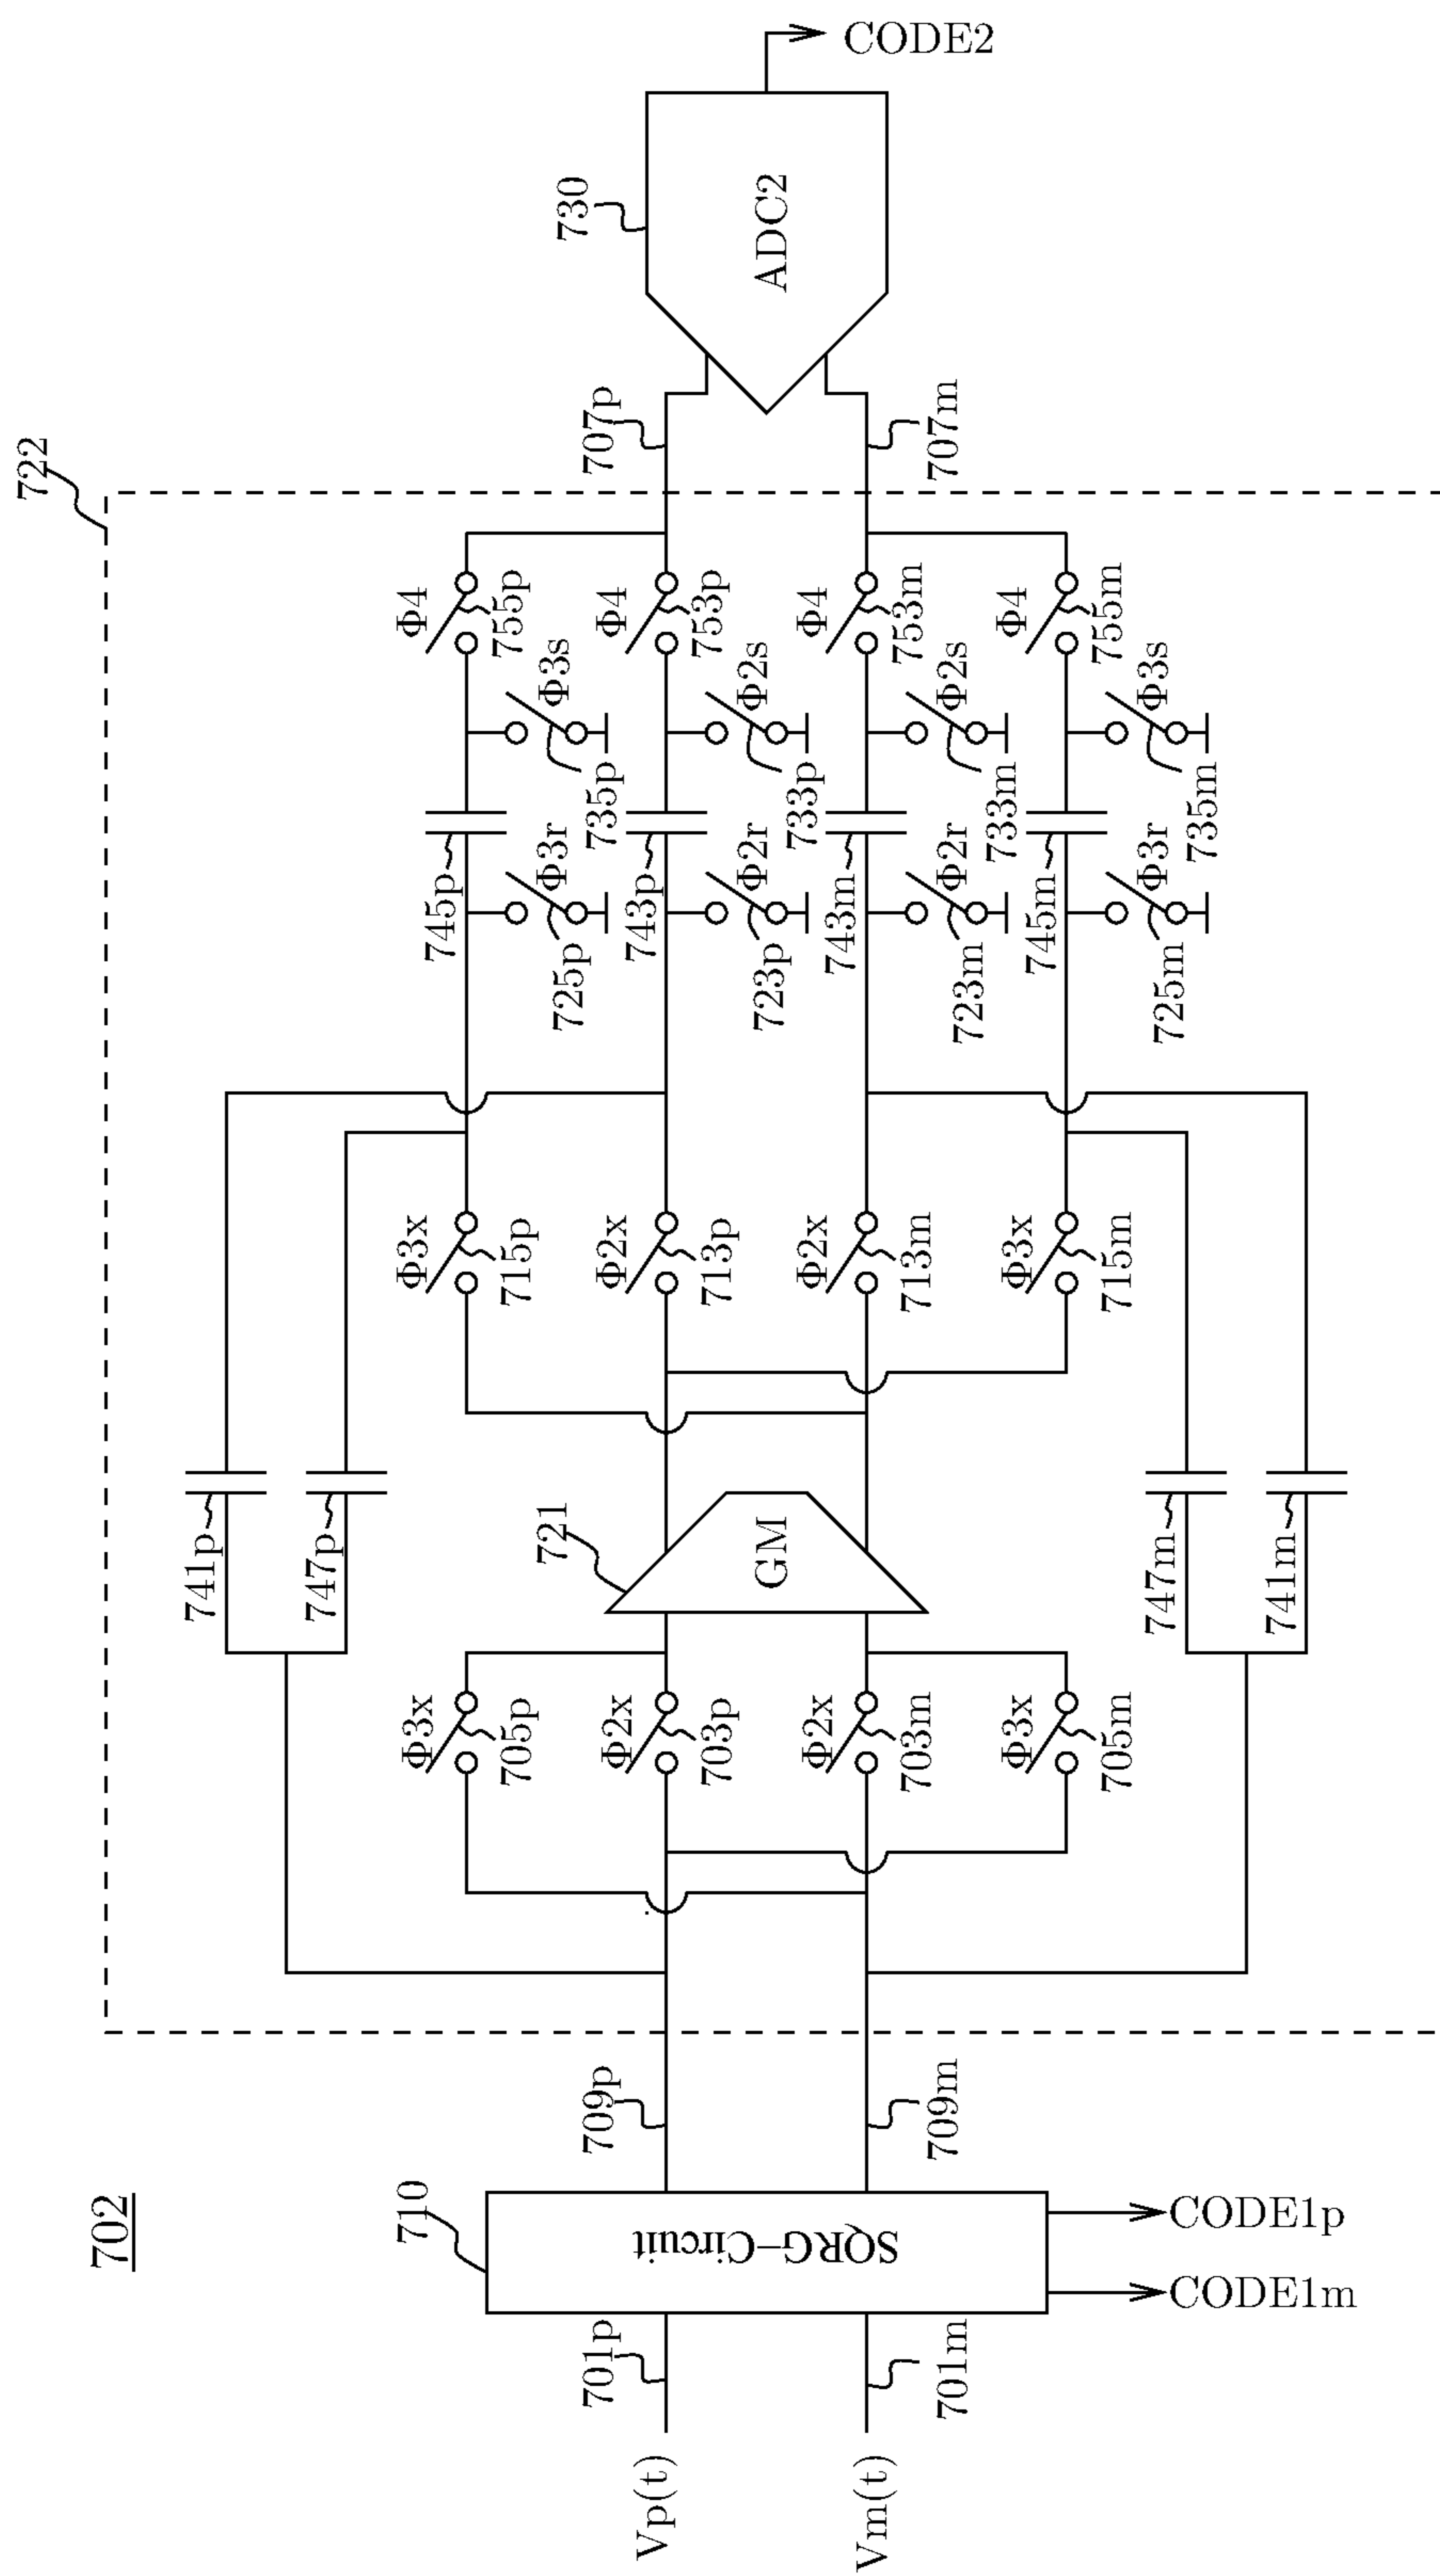 702
722
Vp(t)
Vm(t)
701p
701m
710
SQRG-Circuit
CODE1p
CODE1m
709p
709m
741p
747p
747m
741m
Φ3x
705p
Φ2x
703p
Φ2x
703m
Φ3x
705m
721
GM
Φ3x
715p
Φ2x
713p
Φ2x
713m
Φ3x
715m
745p
Φ3r
725p
Φ3s
735p
Φ4
755p
743p
Φ2r
723p
Φ2s
733p
Φ4
753p
743m
Φ2r
723m
Φ2s
733m
Φ4
753m
745m
Φ3r
725m
Φ3s
735m
Φ4
755m
707p
707m
730
ADC2
CODE2